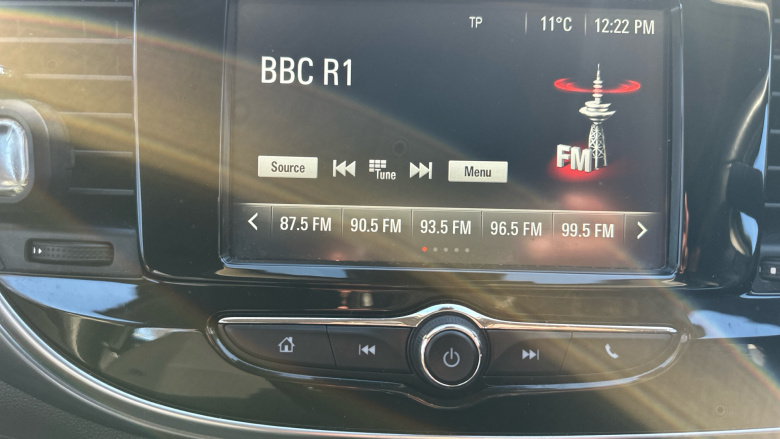 TP 11°C 12:22 PM
BBC R1
FM
Source Tune Menu
87.5 FM 90.5 FM 93.5 FM 96.5 FM 99.5 FM